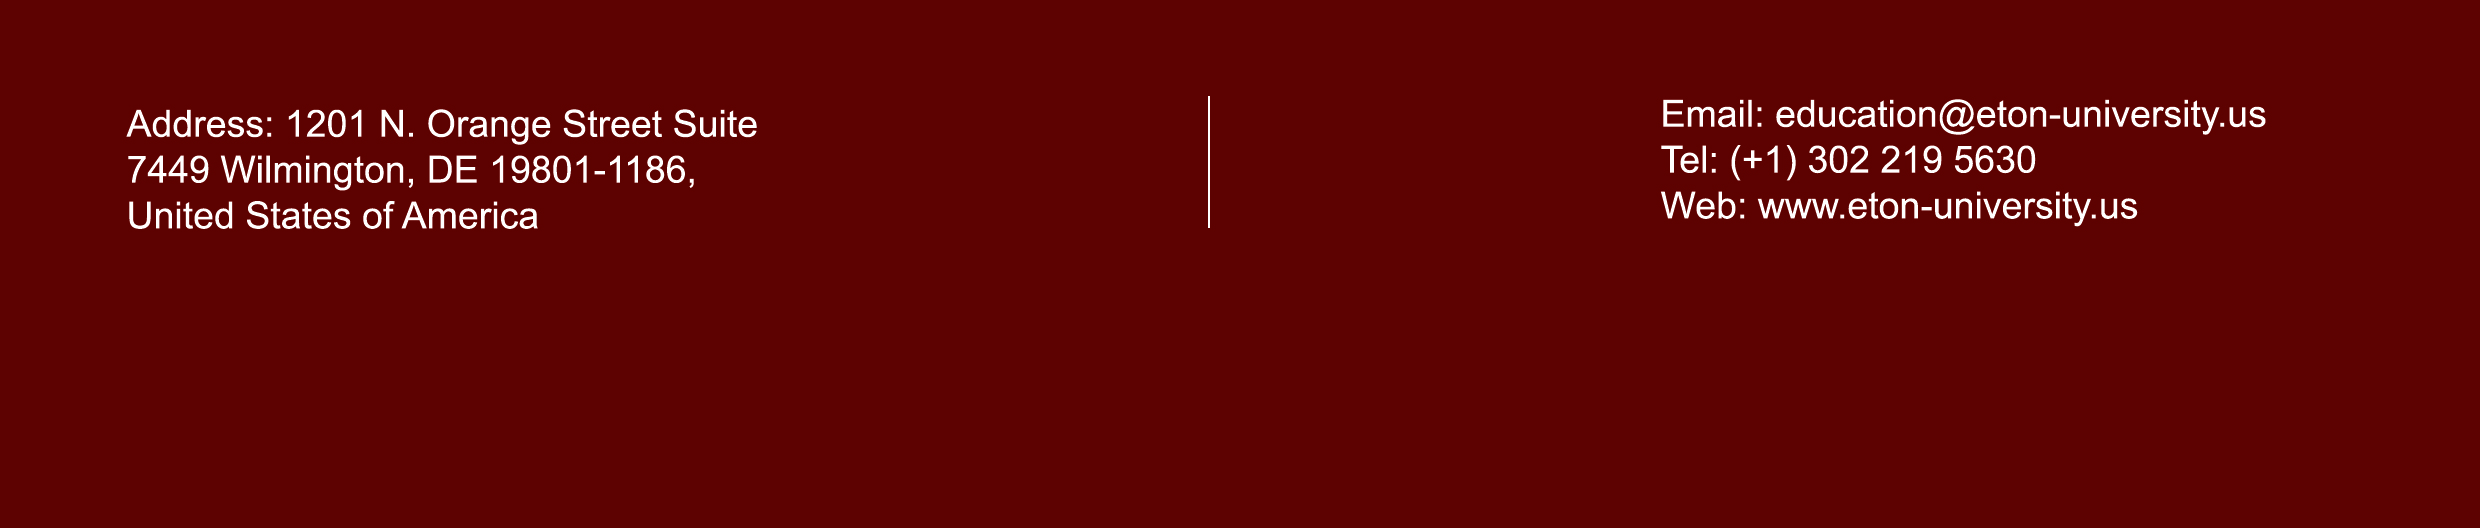 Address: 1201 N. Orange Street Suite
7449 Wilmington, DE 19801-1186,
United States of America
Email: education@eton-university.us
Tel: (+1) 302 219 5630
Web: www.eton-university.us